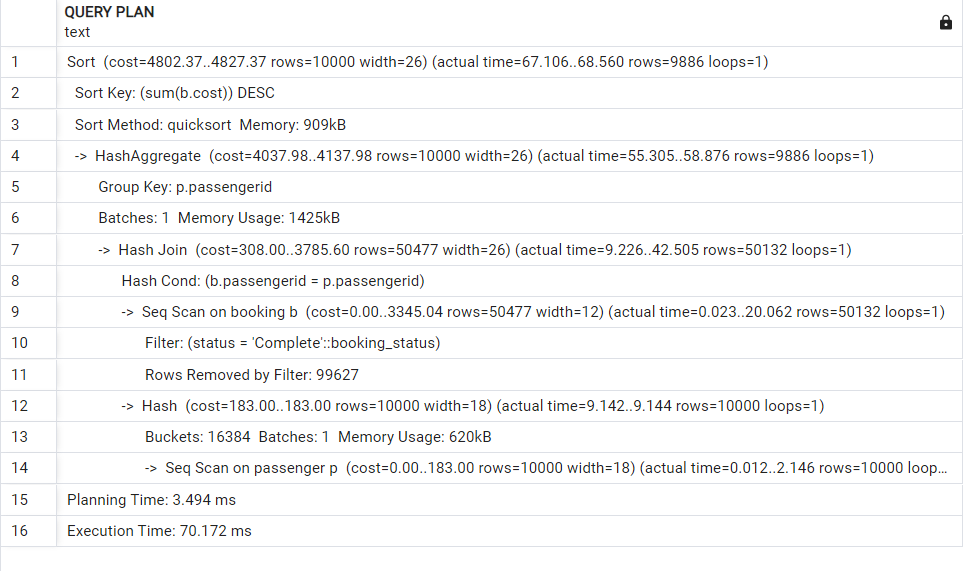 QUERY PLAN
text
1 Sort (cost=4802.37..4827.37 rows=10000 width=26) (actual time=67.106..68.560 rows=9886 loops=1)
2 Sort Key: (sum(b.cost)) DESC
3 Sort Method: quicksort Memory: 909kB
4 -> HashAggregate (cost=4037.98..4137.98 rows=10000 width=26) (actual time=55.305..58.876 rows=9886 loops=1)
5 Group Key: p.passengerid
6 Batches: 1 Memory Usage: 1425kB
7 -> Hash Join (cost=308.00..3785.60 rows=50477 width=26) (actual time=9.226..42.505 rows=50132 loops=1)
8 Hash Cond: (b.passengerid = p.passengerid)
9 -> Seq Scan on booking b (cost=0.00..3345.04 rows=50477 width=12) (actual time=0.023..20.062 rows=50132 loops=1)
10 Filter: (status = 'Complete'::booking_status)
11 Rows Removed by Filter: 99627
12 -> Hash (cost=183.00..183.00 rows=10000 width=18) (actual time=9.142..9.144 rows=10000 loops=1)
13 Buckets: 16384 Batches: 1 Memory Usage: 620kB
14 -> Seq Scan on passenger p (cost=0.00..183.00 rows=10000 width=18) (actual time=0.012..2.146 rows=10000 loop...
15 Planning Time: 3.494 ms
16 Execution Time: 70.172 ms